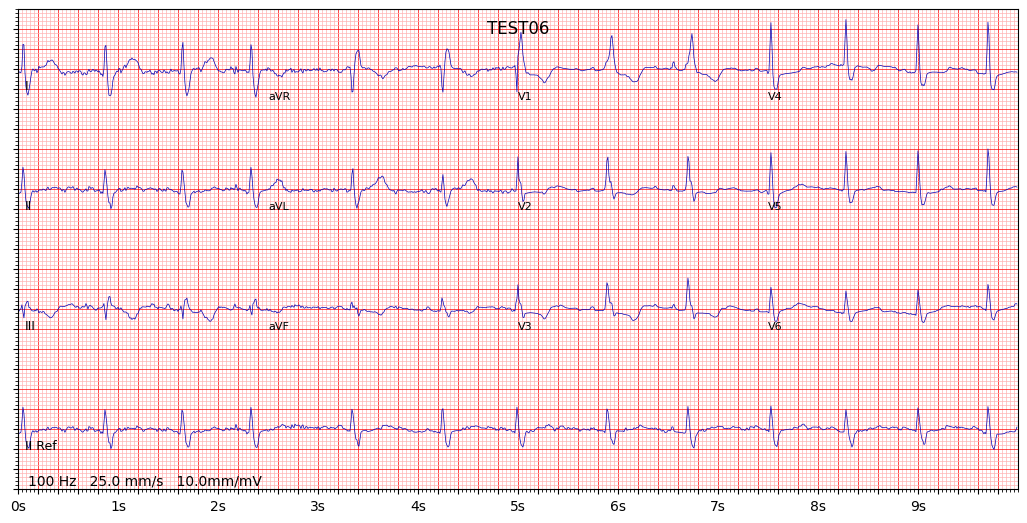 TEST06
aVR V1 V4
II aVL V2 V5
III aVF V3 V6
II Ref
100 Hz 25.0 mm/s 10.0mm/mV
0s 1s 2s 3s 4s 5s 6s 7s 8s 9s